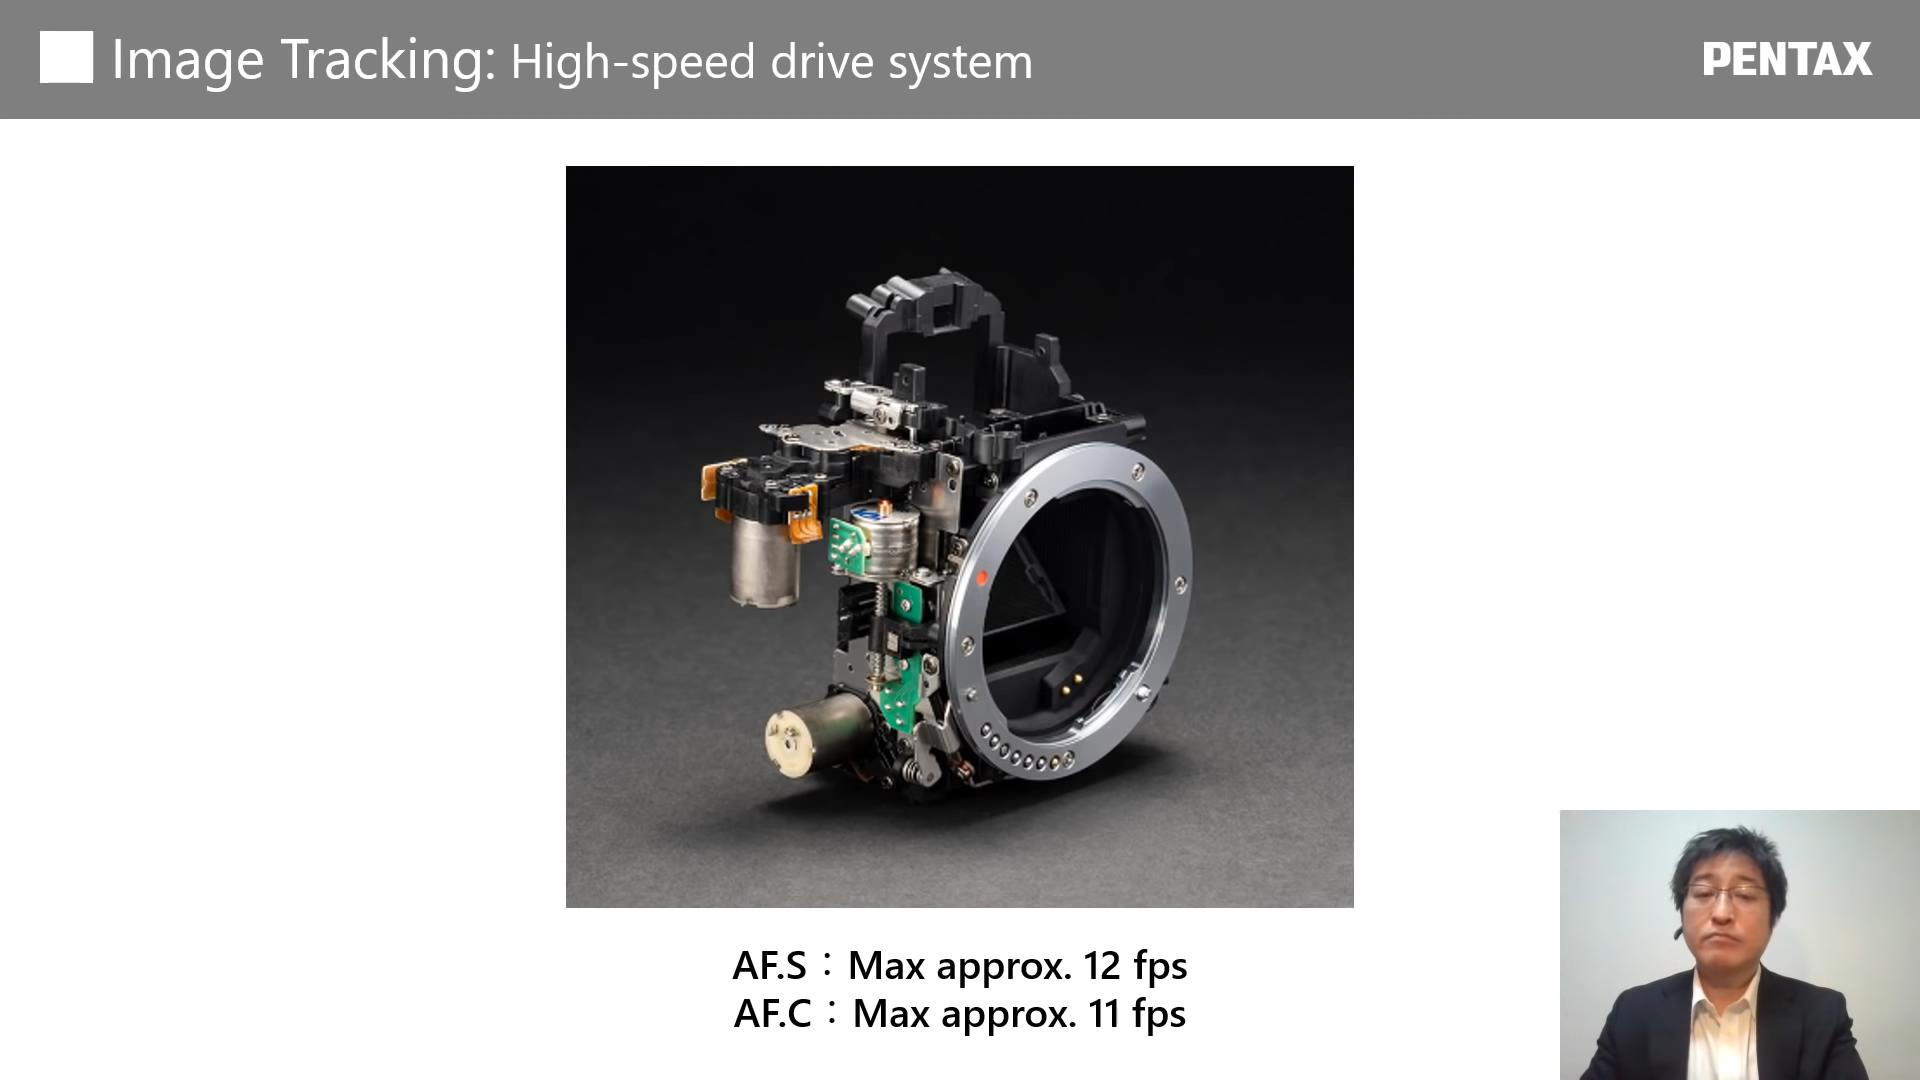 Image Tracking: High-speed drive system
PENTAX
AF.S：Max approx. 12 fps
AF.C：Max approx. 11 fps